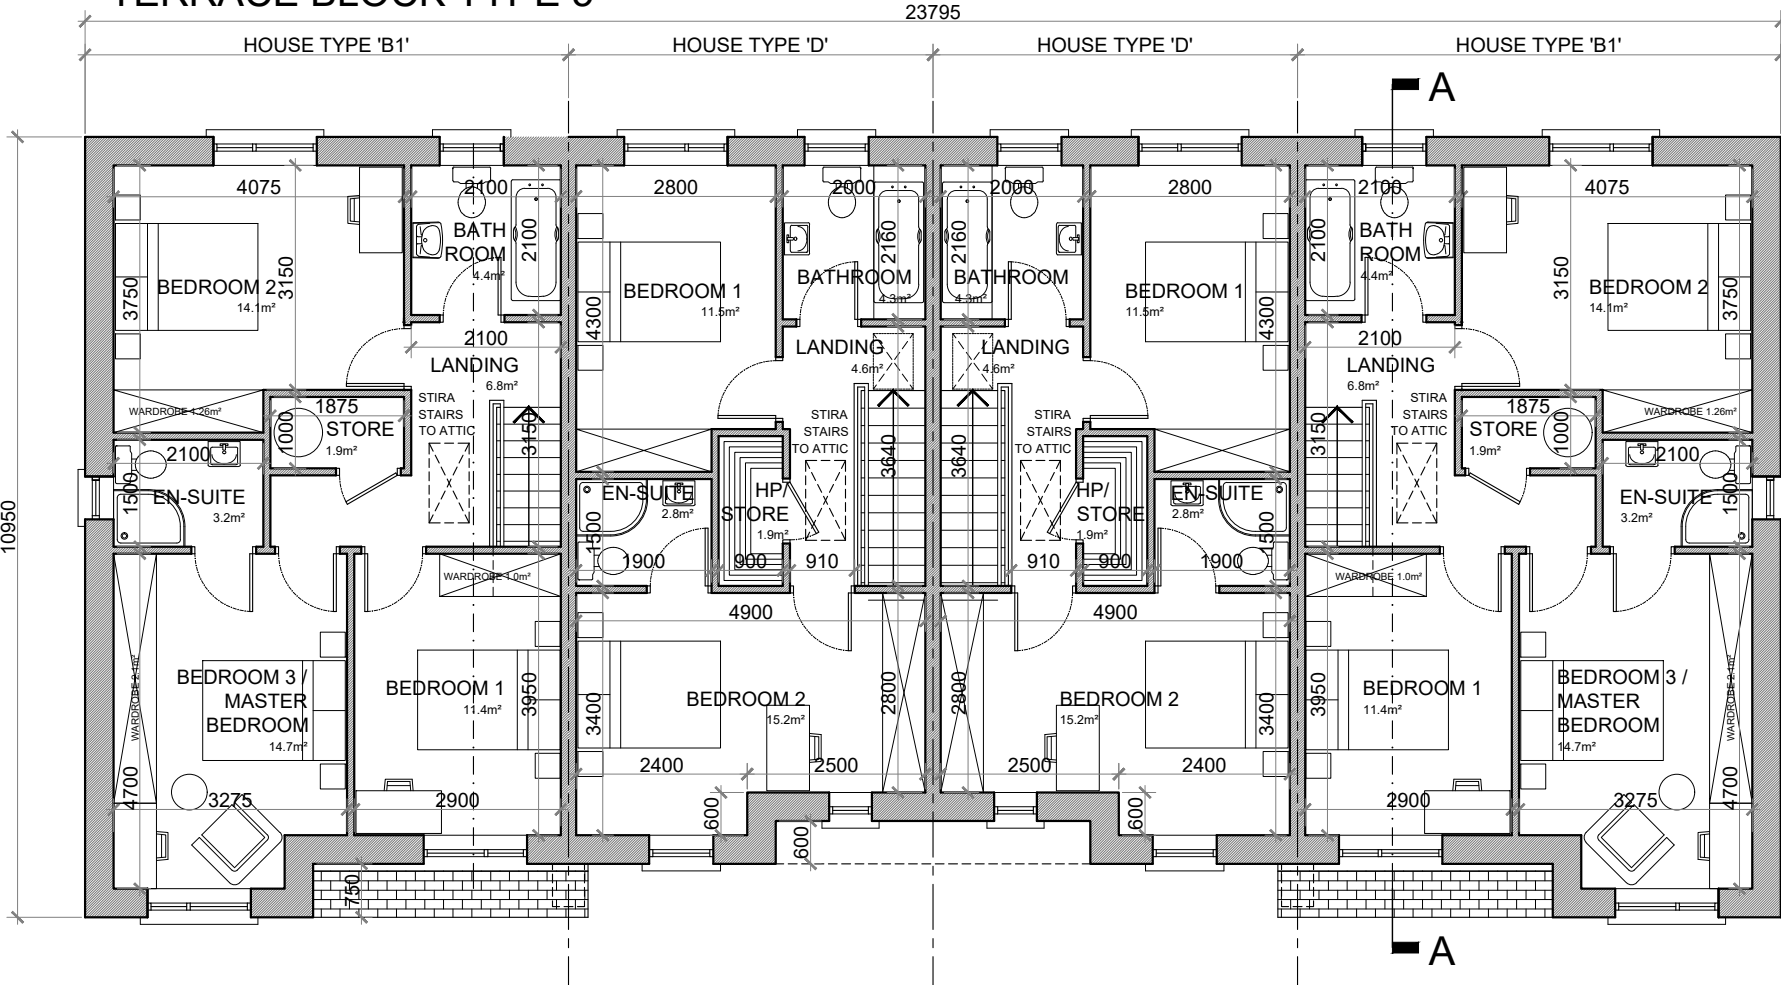 TERRACE BLOCK TYPE 3
23795
HOUSE TYPE 'B1'
HOUSE TYPE 'D'
HOUSE TYPE 'D'
HOUSE TYPE 'B1'
A
10950
4075
3750
3150
BEDROOM 2
14.1m²
WARDROBE 1.26m²
2100
2100
BATH
ROOM
4.4m²
2100
LANDING
6.8m²
STIRA
STAIRS
TO ATTIC
3150
1875
1000
STORE
1.9m²
2100
1500
EN-SUITE
3.2m²
WARDROBE 2.1m²
BEDROOM 3 /
MASTER
BEDROOM
14.7m²
4700
3275
WARDROBE 1.0m²
BEDROOM 1
11.4m²
3950
2900
750
2800
4300
BEDROOM 1
11.5m²
2000
2160
BATHROOM
4.3m²
LANDING
4.6m²
STIRA
STAIRS
TO ATTIC
3640
EN-SUITE
2.8m²
1500
1900
HP/
STORE
1.9m²
900
910
4900
3400
BEDROOM 2
15.2m²
2800
2400
2500
600
600
2000
2160
BATHROOM
4.3m²
2800
4300
BEDROOM 1
11.5m²
LANDING
4.6m²
STIRA
STAIRS
TO ATTIC
3640
HP/
STORE
1.9m²
EN-SUITE
2.8m²
1500
910
900
1900
4900
2800
BEDROOM 2
15.2m²
3400
2500
2400
600
2100
2100
BATH
ROOM
4.4m²
4075
3150
BEDROOM 2
14.1m²
3750
2100
LANDING
6.8m²
STIRA
STAIRS
TO ATTIC
3150
1875
STORE
1.9m²
1000
WARDROBE 1.26m²
2100
EN-SUITE
3.2m²
1500
WARDROBE 1.0m²
3950
BEDROOM 1
11.4m²
2900
BEDROOM 3 /
MASTER
BEDROOM
14.7m²
WARDROBE 2.1m²
4700
3275
A